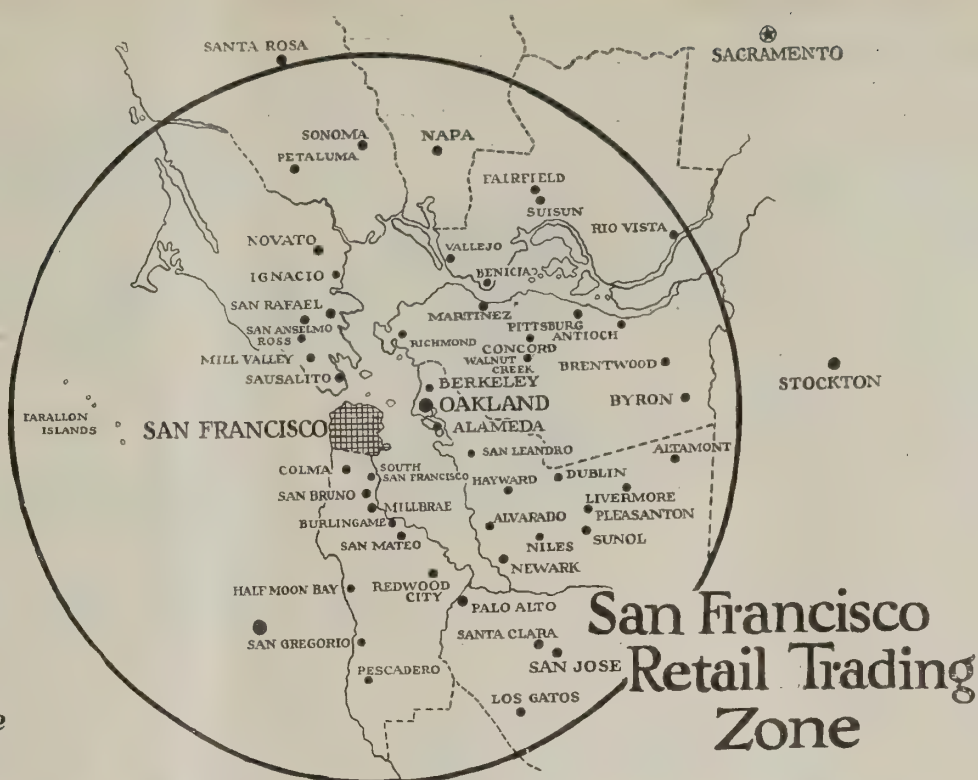 SANTA ROSA
SACRAMENTO
SONOMA
NAPA
PETALUMA
FAIRFIELD
SUISUN
RIO VISTA
NOVATO
VALLEJO
IGNACIO
BENICIA
SAN RAFAEL
MARTINEZ
SAN ANSELMO
PITTSBURG
ANTIOCH
ROSS
RICHMOND
CONCORD
MILL VALLEY
WALNUT
CREEK
BRENTWOOD
SAUSALITO
BERKELEY
STOCKTON
OAKLAND
BYRON
FARALLON
ISLANDS
SAN FRANCISCO
ALAMEDA
SAN LEANDRO
ALTAMONT
COLMA
SOUTH
SAN FRANCISCO
HAYWARD
DUBLIN
SAN BRUNO
LIVERMORE
MILLBRAE
PLEASANTON
BURLINGAME
ALVARADO
SAN MATEO
NILES
SUNOL
NEWARK
HALF MOON BAY
REDWOOD
CITY
PALO ALTO
SAN GREGORIO
SANTA CLARA
SAN JOSE
PESCADERO
LOS GATOS
San Francisco
Retail Trading
Zone
e